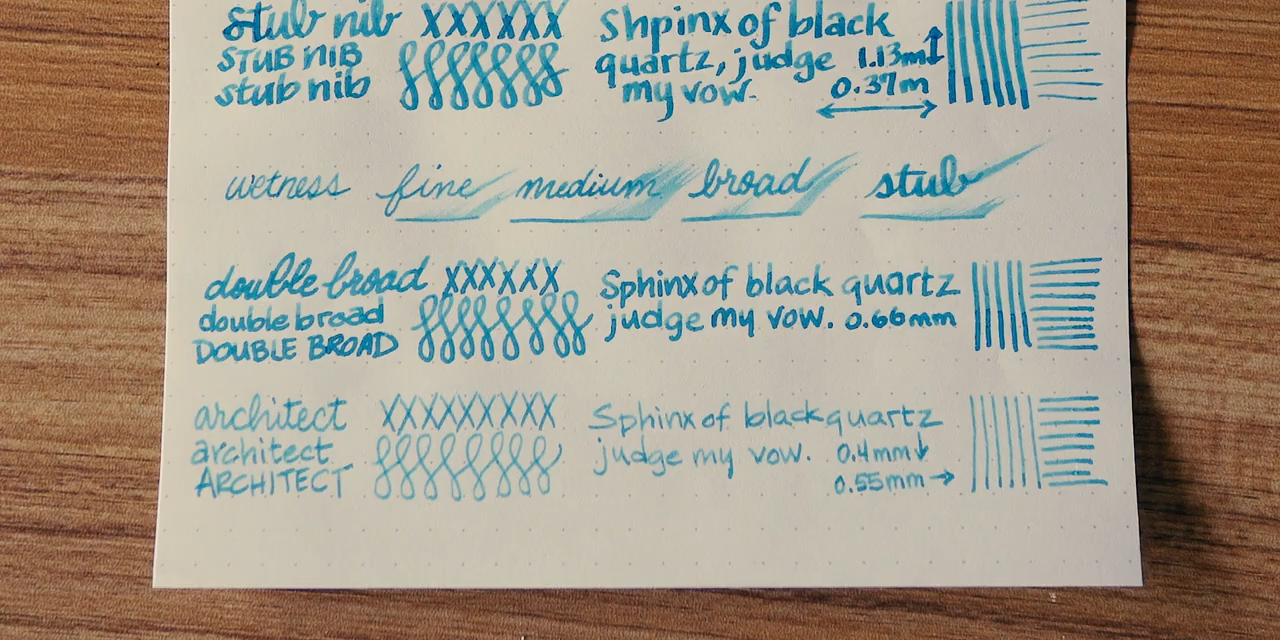 stub nib XXXXXX Shpinx of black
STUB NIB quartz, judge 1.13m
stub nib my vow. 0.37m
wetness fine medium broad stub
double broad XXXXXX Sphinx of black quartz
double broad judge my vow. 0.66mm
DOUBLE BROAD
architect XXXXXXXXX Sphinx of black quartz
architect judge my vow. 0.4mm↓
ARCHITECT 0.55mm→